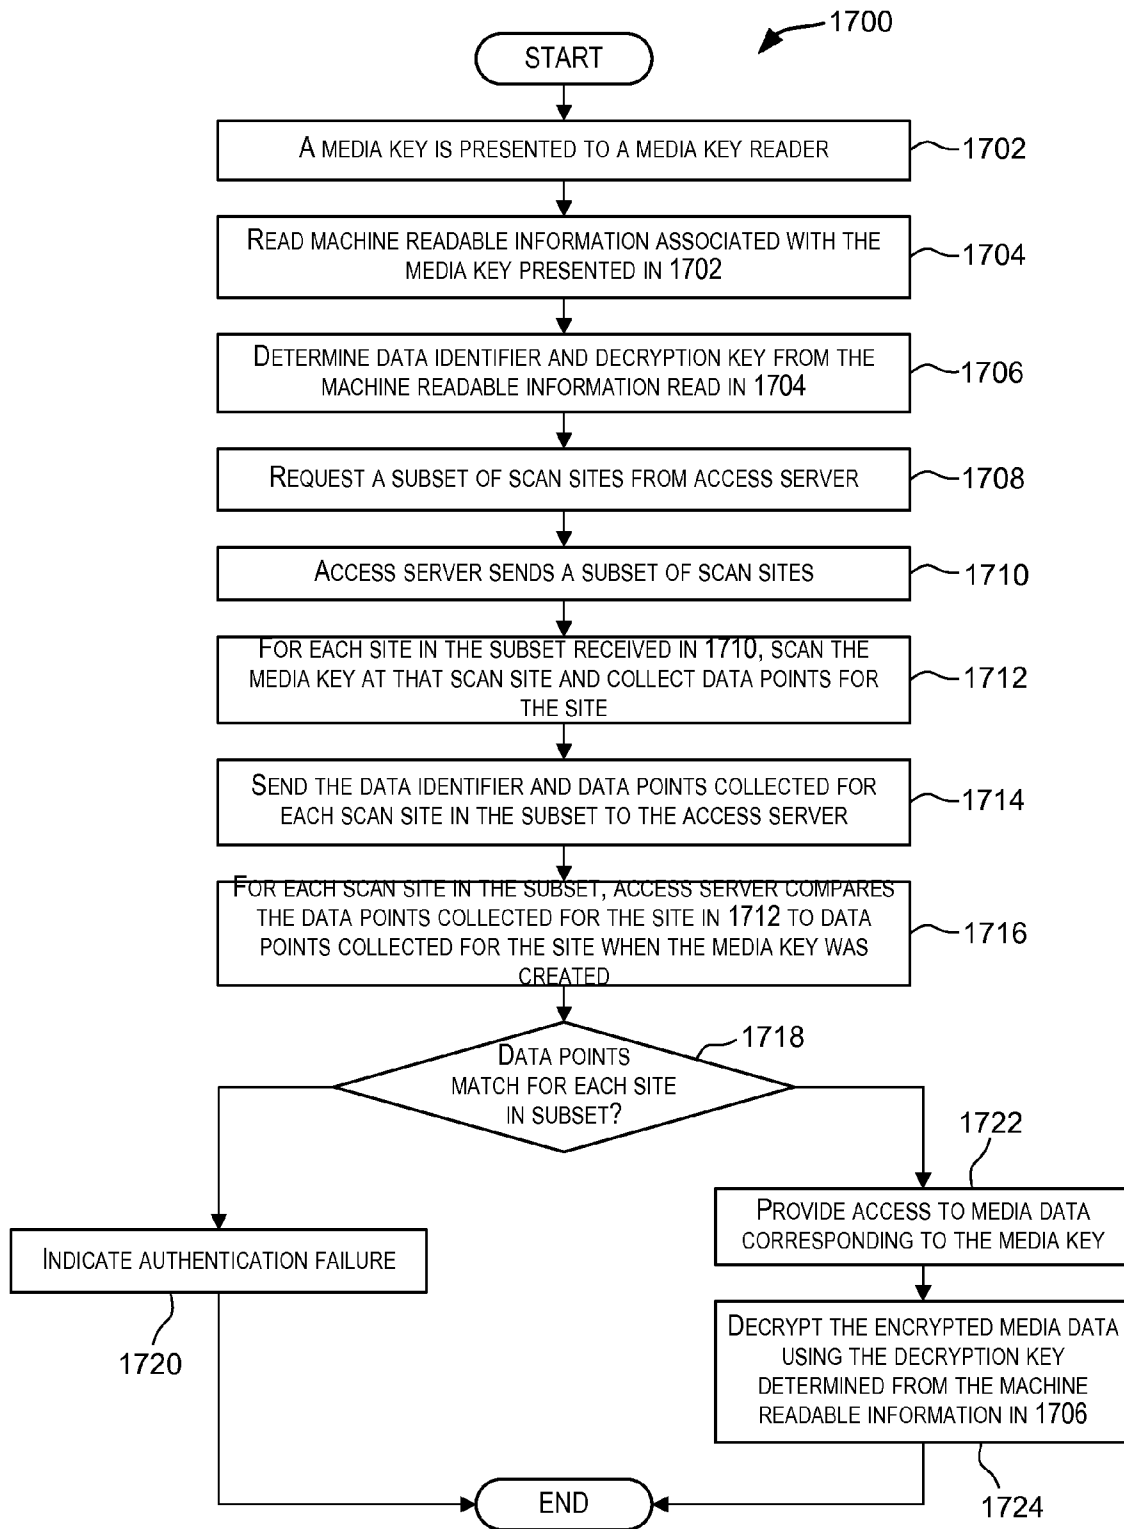 1700
START
A MEDIA KEY IS PRESENTED TO A MEDIA KEY READER
1702
READ MACHINE READABLE INFORMATION ASSOCIATED WITH THE
MEDIA KEY PRESENTED IN 1702
1704
DETERMINE DATA IDENTIFIER AND DECRYPTION KEY FROM THE
MACHINE READABLE INFORMATION READ IN 1704
1706
REQUEST A SUBSET OF SCAN SITES FROM ACCESS SERVER
1708
ACCESS SERVER SENDS A SUBSET OF SCAN SITES
1710
FOR EACH SITE IN THE SUBSET RECEIVED IN 1710, SCAN THE
MEDIA KEY AT THAT SCAN SITE AND COLLECT DATA POINTS FOR
THE SITE
1712
SEND THE DATA IDENTIFIER AND DATA POINTS COLLECTED FOR
EACH SCAN SITE IN THE SUBSET TO THE ACCESS SERVER
1714
FOR EACH SCAN SITE IN THE SUBSET, ACCESS SERVER COMPARES
THE DATA POINTS COLLECTED FOR THE SITE IN 1712 TO DATA
POINTS COLLECTED FOR THE SITE WHEN THE MEDIA KEY WAS
CREATED
1716
DATA POINTS
MATCH FOR EACH SITE
IN SUBSET?
1718
INDICATE AUTHENTICATION FAILURE
1720
1722
PROVIDE ACCESS TO MEDIA DATA
CORRESPONDING TO THE MEDIA KEY
DECRYPT THE ENCRYPTED MEDIA DATA
USING THE DECRYPTION KEY
DETERMINED FROM THE MACHINE
READABLE INFORMATION IN 1706
1724
END